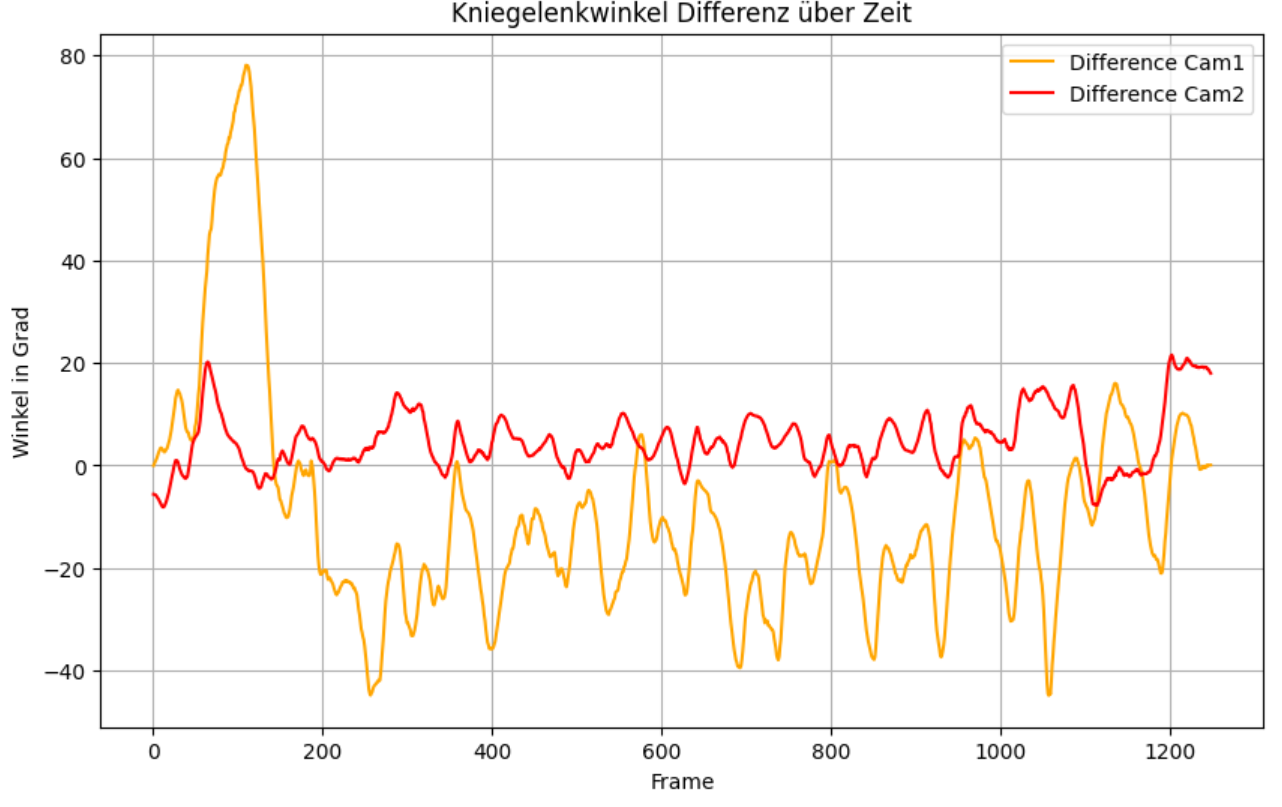 Kniegelenkwinkel Differenz über Zeit
Difference Cam1
Difference Cam2
Winkel in Grad
80
60
40
20
0
−20
−40
0 200 400 600 800 1000 1200
Frame